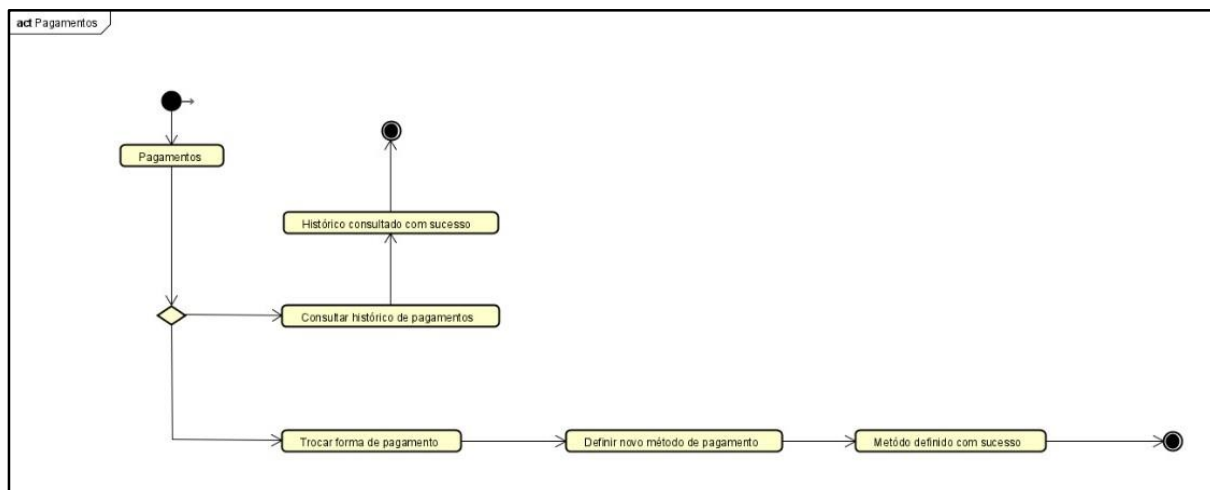 act Pagamentos
Pagamentos
Histórico consultado com sucesso
Consultar histórico de pagamentos
Trocar forma de pagamento
Definir novo método de pagamento
Metódo definido com sucesso